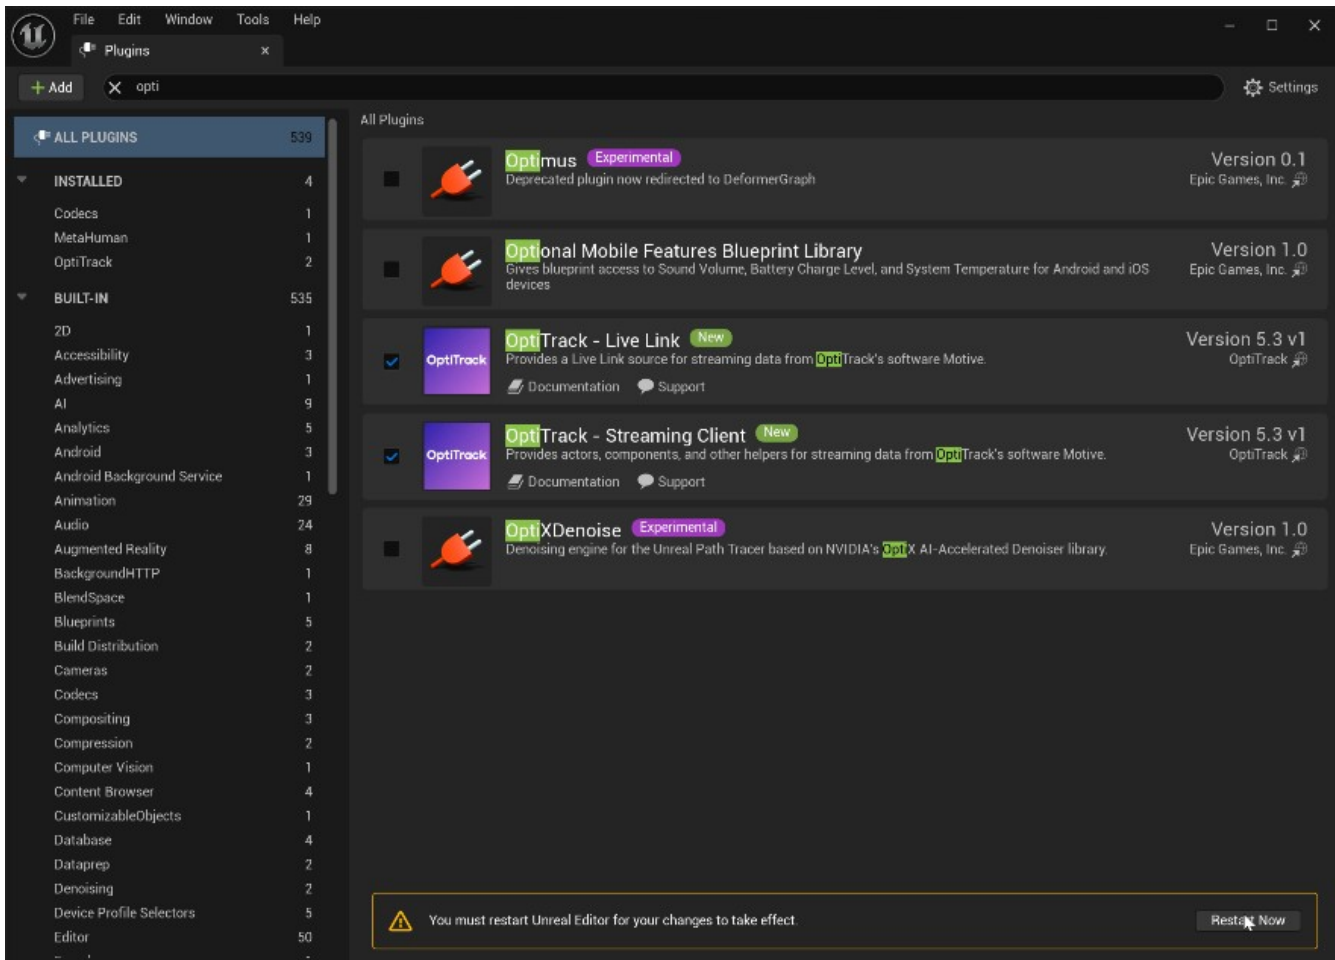 File Edit Window Tools Help
Plugins
+ Add
opti
Settings
ALL PLUGINS 539
INSTALLED 4
Codecs 1
MetaHuman 1
OptiTrack 2
BUILT-IN 535
2D 1
Accessibility 3
Advertising 1
AI 9
Analytics 5
Android 3
Android Background Service 1
Animation 29
Audio 24
Augmented Reality 8
BackgroundHTTP 1
BlendSpace 1
Blueprints 5
Build Distribution 2
Cameras 2
Codecs 3
Compositing 3
Compression 2
Computer Vision 1
Content Browser 4
CustomizableObjects 1
Database 4
Dataprep 2
Denoising 2
Device Profile Selectors 5
Editor 50
All Plugins
Optimus Experimental Version 0.1
Deprecated plugin now redirected to DeformerGraph Epic Games, Inc.
Optional Mobile Features Blueprint Library Version 1.0
Gives blueprint access to Sound Volume, Battery Charge Level, and System Temperature for Android and iOS Epic Games, Inc.
devices
OptiTrack
OptiTrack - Live Link New Version 5.3 v1
Provides a Live Link source for streaming data from OptiTrack's software Motive. OptiTrack
Documentation Support
OptiTrack
OptiTrack - Streaming Client New Version 5.3 v1
Provides actors, components, and other helpers for streaming data from OptiTrack's software Motive. OptiTrack
Documentation Support
OptiXDenoise Experimental Version 1.0
Denoising engine for the Unreal Path Tracer based on NVIDIA's OptiX AI-Accelerated Denoiser library. Epic Games, Inc.
You must restart Unreal Editor for your changes to take effect. Restart Now